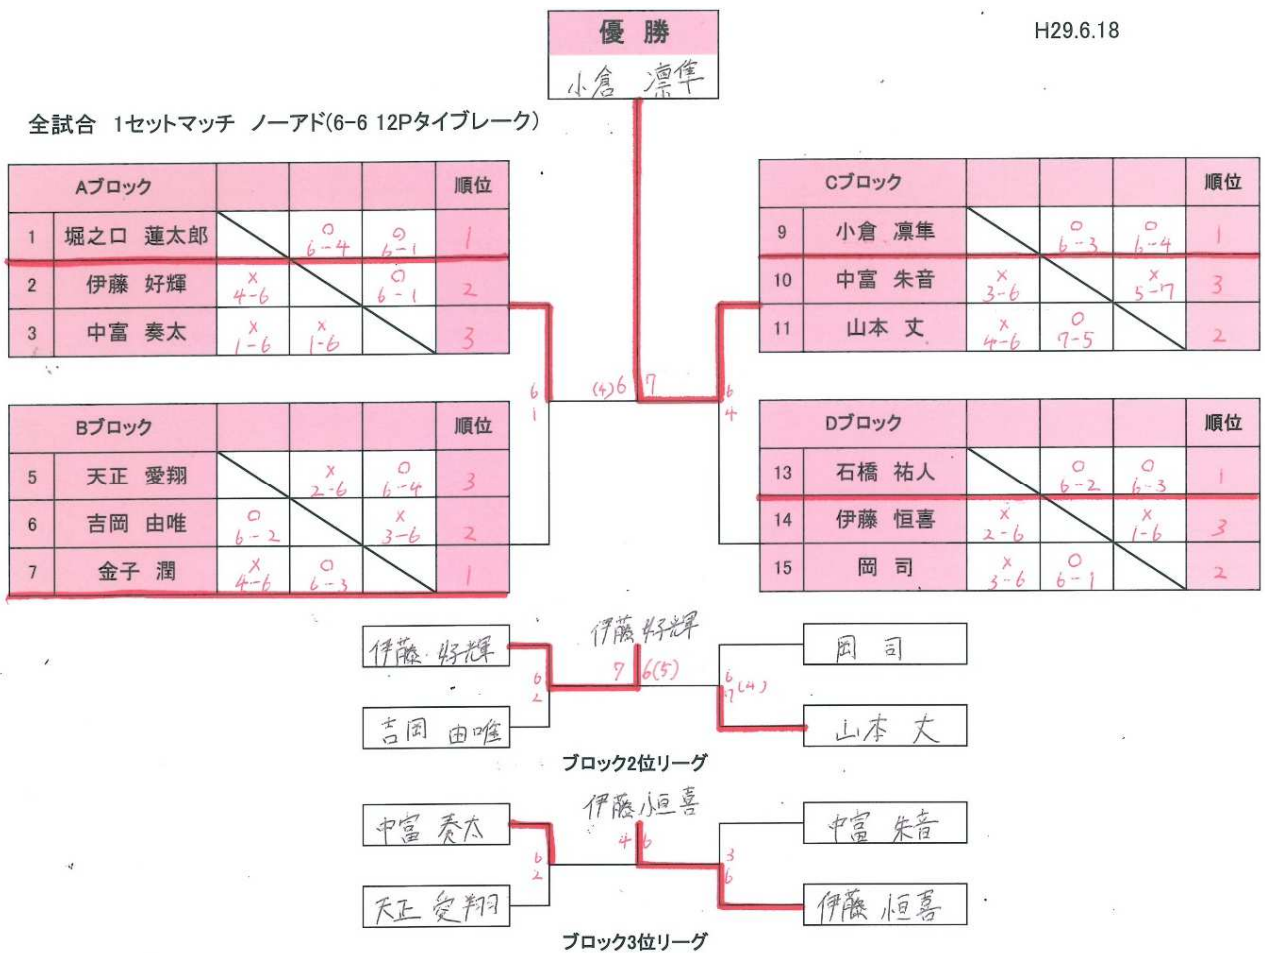 優 勝
小倉 凛隼
H29.6.18
全試合 1セットマッチ ノーアド(6-6 12Pタイブレーク)
Aブロック 順位
1 堀之口 蓮太郎 ○ 6-4 ○ 6-1 1
2 伊藤 好輝 × 4-6 ○ 6-1 2
3 中富 奏太 × 1-6 × 1-6 3
Cブロック 順位
9 小倉 凛隼 ○ 6-3 ○ 6-4 1
10 中富 朱音 × 3-6 × 5-7 3
11 山本 丈 × 4-6 ○ 7-5 2
6 1
(4)6 7
6 4
Bブロック 順位
5 天正 愛翔 × 2-6 ○ 6-4 3
6 吉岡 由唯 ○ 6-2 × 3-6 2
7 金子 潤 × 4-6 ○ 6-3 1
Dブロック 順位
13 石橋 祐人 ○ 6-2 ○ 6-3 1
14 伊藤 恒喜 × 2-6 × 1-6 3
15 岡 司 × 3-6 ○ 6-1 2
伊藤 好輝
伊藤 好輝
岡 司
6 2
7 6(5)
6 7(4)
吉岡 由唯
山本 丈
ブロック2位リーグ
伊藤 恒喜
中富 奏太
中富 朱音
6 2
4 6
3 6
天正 愛翔
伊藤 恒喜
ブロック3位リーグ